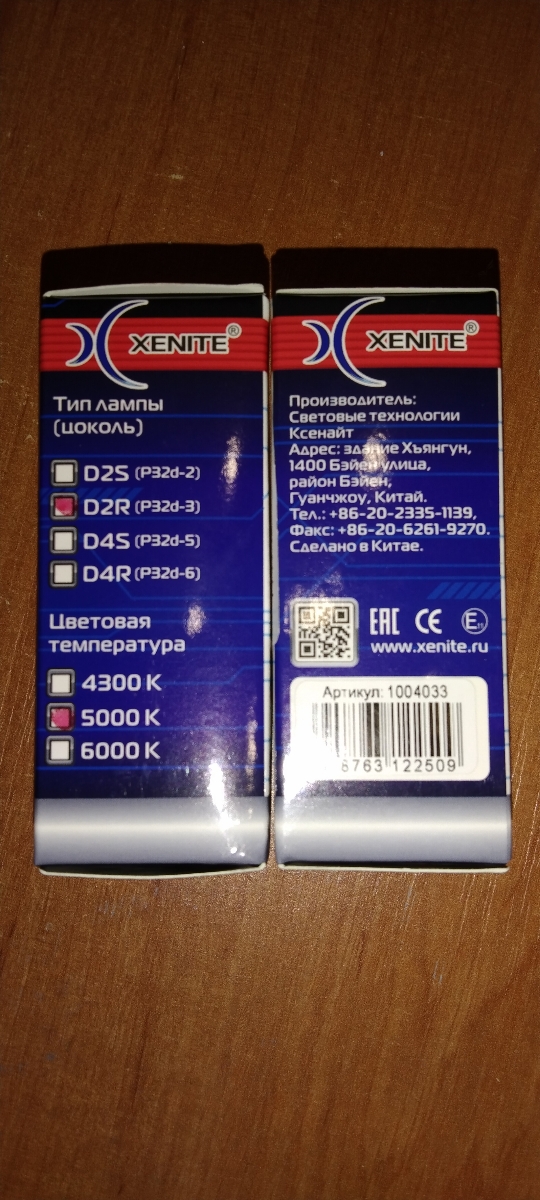 XENITE®
Тип лампы
(цоколь)
D2S (P32d-2)
D2R (P32d-3)
D4S (P32d-5)
D4R (P32d-6)
Цветовая
температура
4300 K
5000 K
6000 K
XENITE®
Производитель:
Световые технологии
Ксенайт
Адрес: здание Хъянгун,
1400 Бэйен улица,
район Бэйен,
Гуанчжоу, Китай.
Тел.: +86-20-2335-1139,
Факс: +86-20-6261-9270.
Сделано в Китае.
EAC CE E
www.xenite.ru
Артикул: 1004033
8763 122509